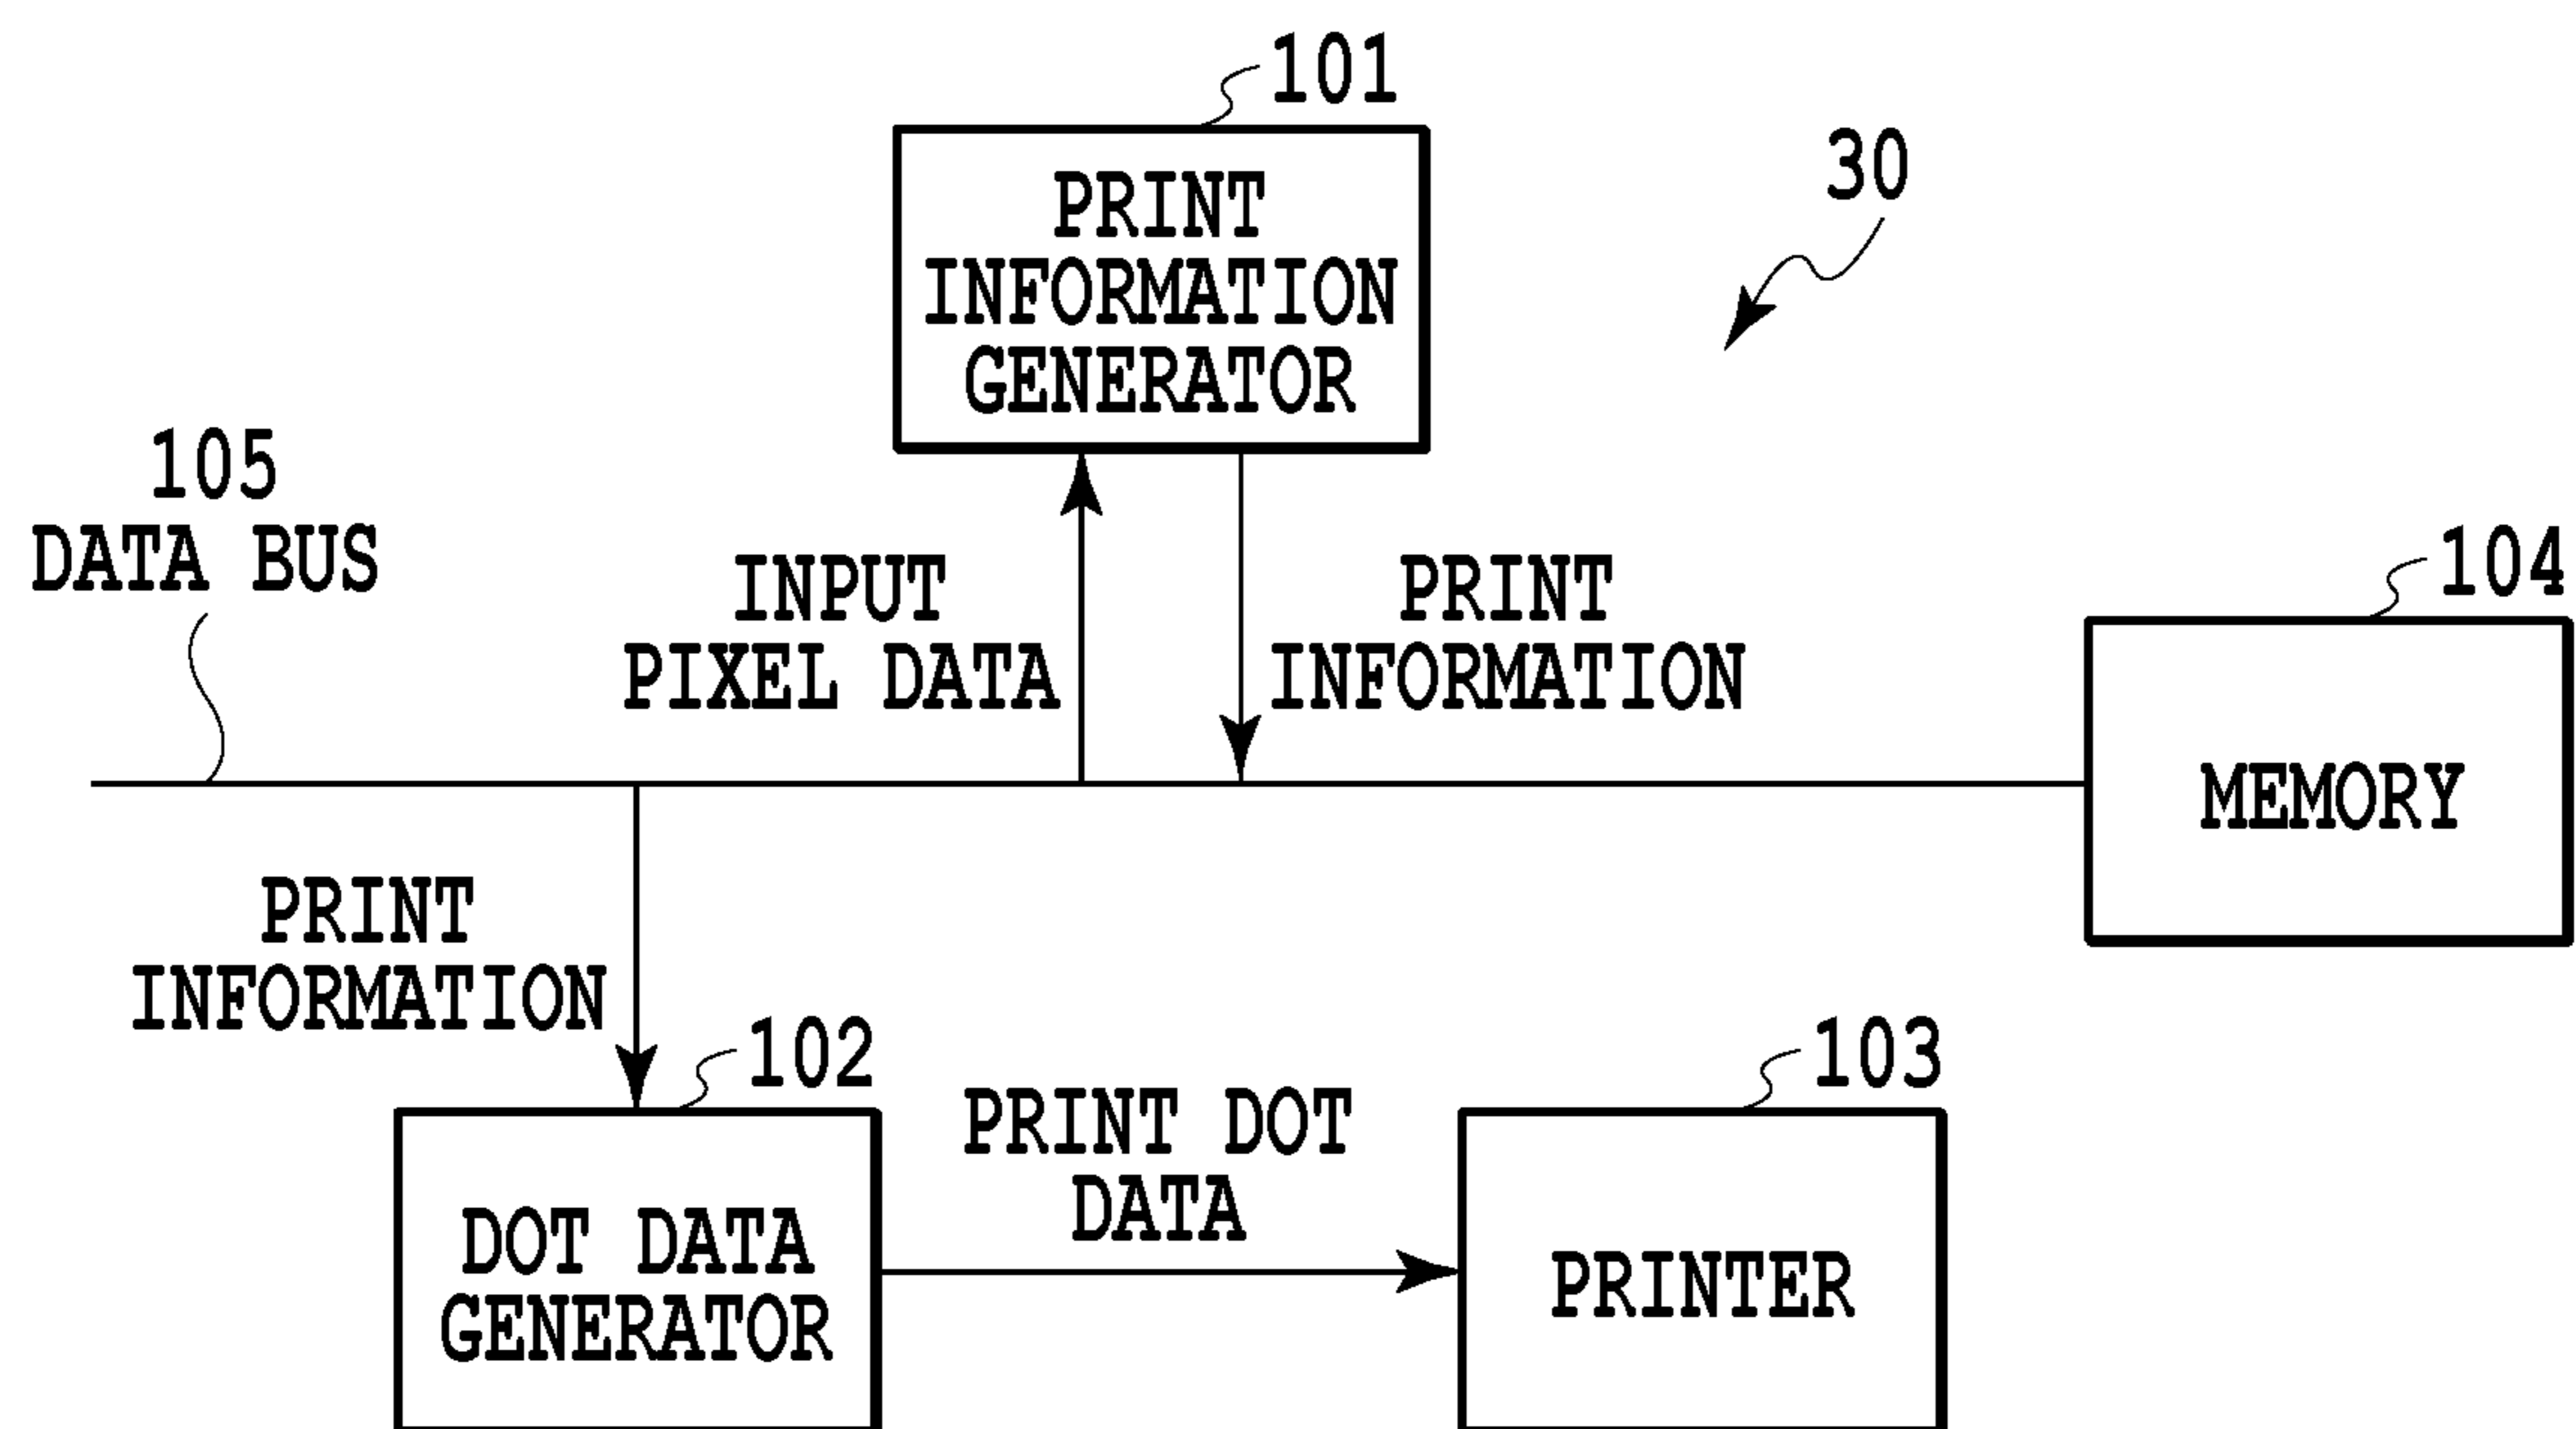 101
PRINT
INFORMATION
GENERATOR
30
105
DATA BUS
INPUT
PIXEL DATA
PRINT
INFORMATION
104
MEMORY
PRINT
INFORMATION
102
DOT DATA
GENERATOR
PRINT DOT
DATA
103
PRINTER